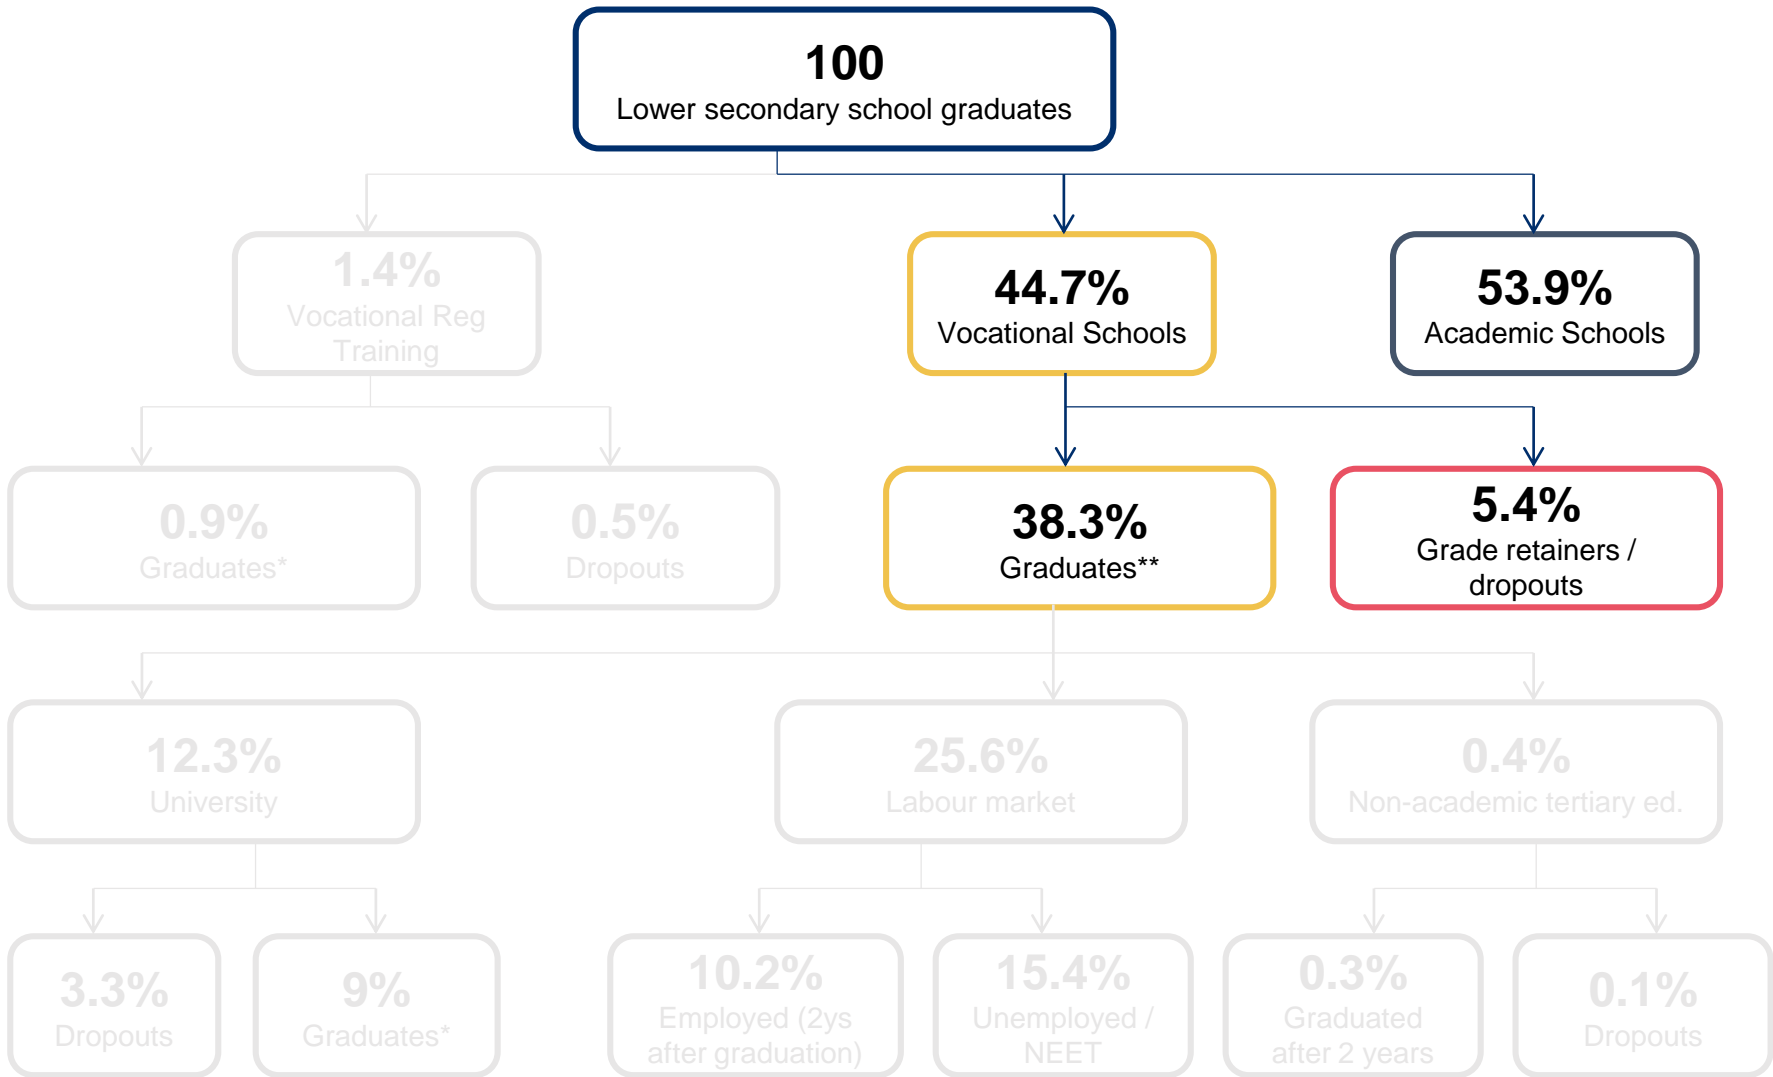 100
Lower secondary school graduates
1.4%
Vocational Reg
Training
44.7%
Vocational Schools
53.9%
Academic Schools
0.9%
Graduates*
0.5%
Dropouts
38.3%
Graduates**
5.4%
Grade retainers /
dropouts
12.3%
University
25.6%
Labour market
0.4%
Non-academic tertiary ed.
3.3%
Dropouts
9%
Graduates*
10.2%
Employed (2ys
after graduation)
15.4%
Unemployed /
NEET
0.3%
Graduated
after 2 years
0.1%
Dropouts